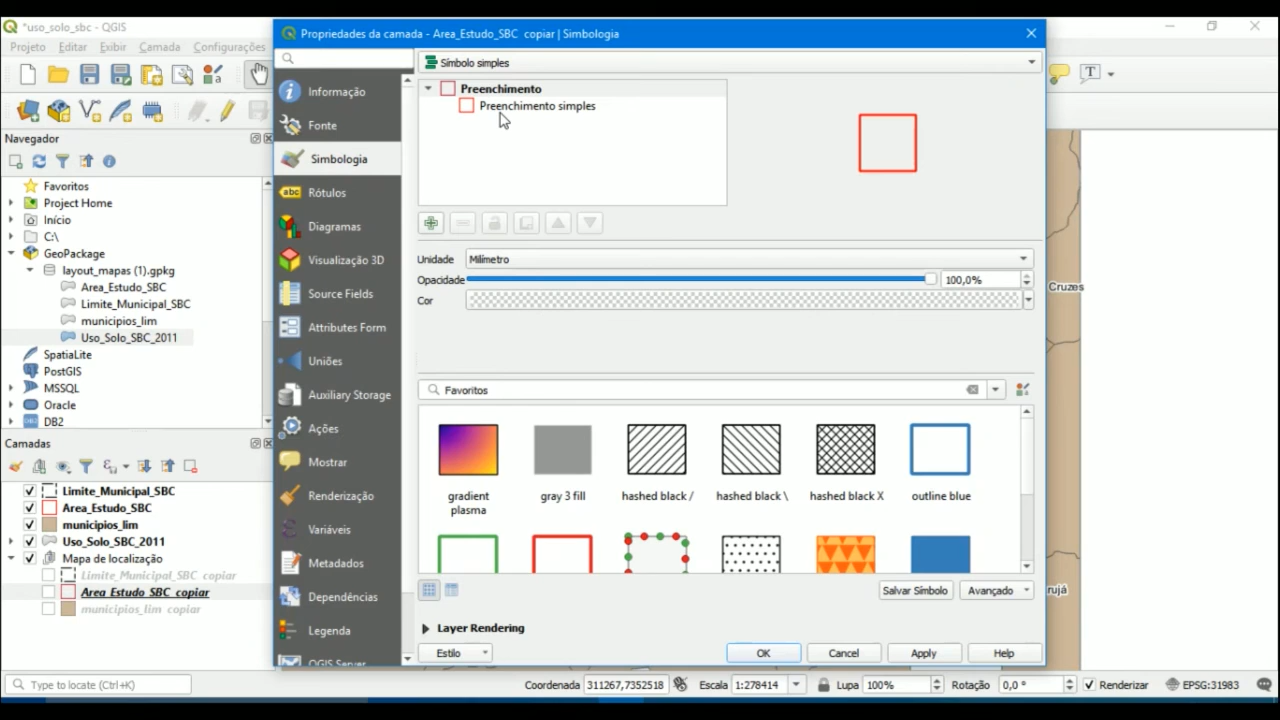 *uso_solo_sbc - QGIS
Projeto Editar Exibir Camada Configurações
Navegador
Favoritos
Project Home
Início
C:\
GeoPackage
layout_mapas (1).gpkg
Area_Estudo_SBC
Limite_Municipal_SBC
municipios_lim
Uso_Solo_SBC_2011
SpatiaLite
PostGIS
MSSQL
Oracle
DB2
Camadas
Limite_Municipal_SBC
Area_Estudo_SBC
municipios_lim
Uso_Solo_SBC_2011
Mapa de localização
Limite_Municipal_SBC copiar
Area_Estudo_SBC copiar
municipios_lim copiar
Propriedades da camada - Area_Estudo_SBC copiar | Simbologia
Informação
Fonte
Simbologia
abc Rótulos
Diagramas
Visualização 3D
Source Fields
Attributes Form
Uniões
Auxiliary Storage
Ações
Mostrar
Renderização
Variáveis
Metadados
Dependências
Legenda
QGIS Server
Símbolo simples
Preenchimento
Preenchimento simples
Unidade Milímetro
Opacidade 100,0%
Cor
Favoritos
gradient plasma
gray 3 fill
hashed black /
hashed black \
hashed black X
outline blue
Salvar Símbolo Avançado
Layer Rendering
Estilo OK Cancel Apply Help
T
Cruzes
rujá
Type to locate (Ctrl+K) Coordenada 311267,7352518 Escala 1:278414 Lupa 100% Rotação 0,0 ° Renderizar EPSG:31983